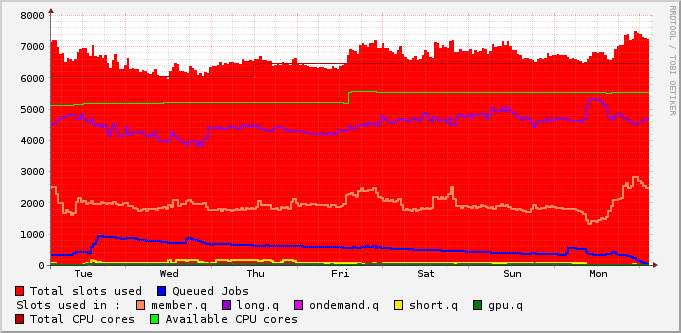 RRDTOOL / TOBI OETIKER
8000
7000
6000
5000
4000
3000
2000
1000
0
Tue Wed Thu Fri Sat Sun Mon
Total slots used Queued Jobs
Slots used in : member.q long.q ondemand.q short.q gpu.q
Total CPU cores Available CPU cores